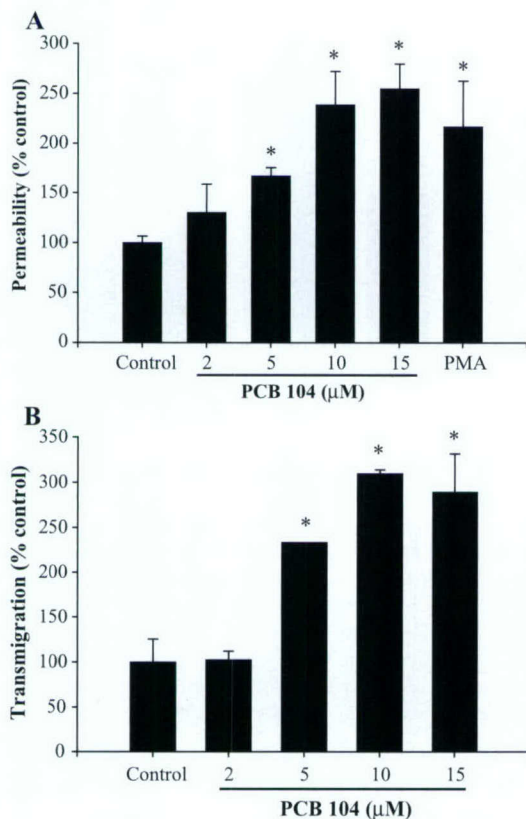 A
Permeability (% control)
300
250
200
150
100
50
0
*
*
*
*
Control 2 5 10 15 PMA
PCB 104 (μM)
B
Transmigration (% control)
350
300
250
200
150
100
50
0
*
*
*
Control 2 5 10 15
PCB 104 (μM)